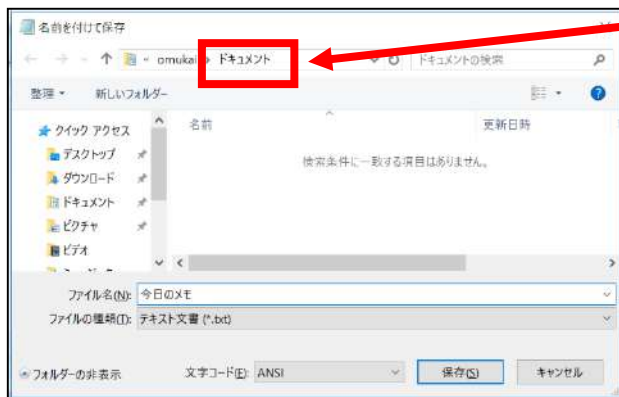 名前を付けて保存
« omukai › ドキュメント ドキュメントの検索
整理 新しいフォルダー
クイック アクセス
名前 更新日時
デスクトップ
検索条件に一致する項目はありません。
ダウンロード
ドキュメント
ピクチャ
ビデオ
ファイル名(N): 今日のメモ
ファイルの種類(T): テキスト文書 (*.txt)
フォルダーの非表示 文字コード(E): ANSI 保存(S) キャンセル